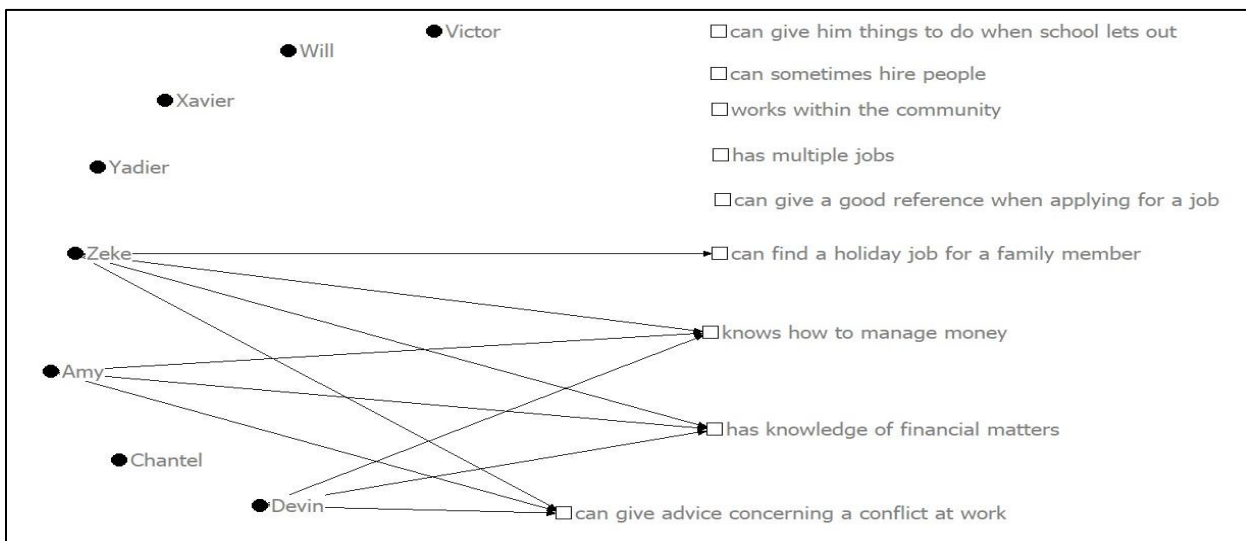 Victor
Will
Xavier
Yadier
Zeke
Amy
Chantel
Devin
can give him things to do when school lets out
can sometimes hire people
works within the community
has multiple jobs
can give a good reference when applying for a job
can find a holiday job for a family member
knows how to manage money
has knowledge of financial matters
can give advice concerning a conflict at work